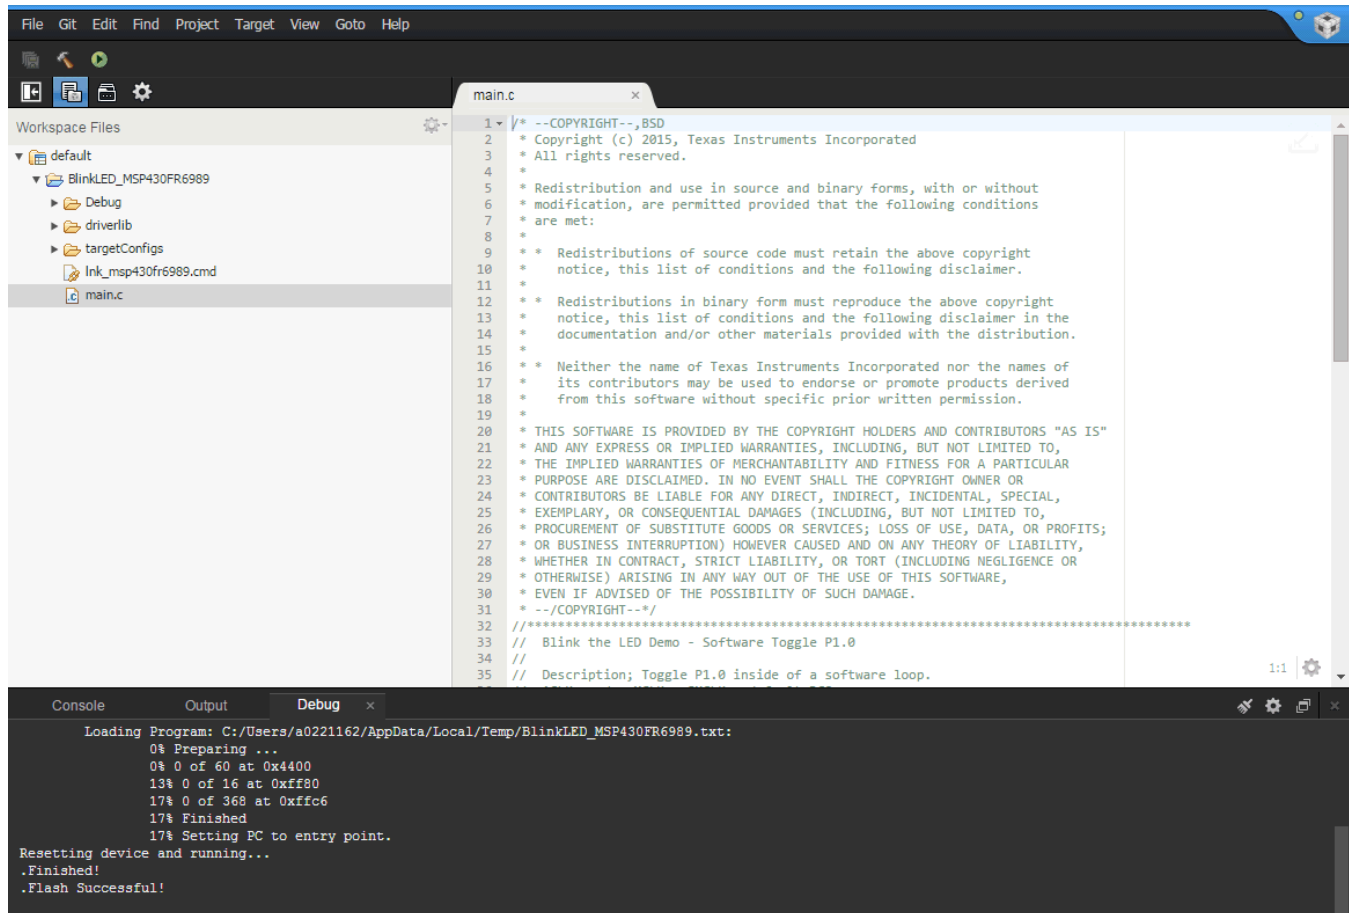 File Git Edit Find Project Target View Goto Help
main.c ×
Workspace Files
default
BlinkLED_MSP430FR6989
Debug
driverlib
targetConfigs
lnk_msp430fr6989.cmd
main.c
1 /* --COPYRIGHT--,BSD
2 * Copyright (c) 2015, Texas Instruments Incorporated
3 * All rights reserved.
4 *
5 * Redistribution and use in source and binary forms, with or without
6 * modification, are permitted provided that the following conditions
7 * are met:
8 *
9 * * Redistributions of source code must retain the above copyright
10 * notice, this list of conditions and the following disclaimer.
11 *
12 * * Redistributions in binary form must reproduce the above copyright
13 * notice, this list of conditions and the following disclaimer in the
14 * documentation and/or other materials provided with the distribution.
15 *
16 * * Neither the name of Texas Instruments Incorporated nor the names of
17 * its contributors may be used to endorse or promote products derived
18 * from this software without specific prior written permission.
19 *
20 * THIS SOFTWARE IS PROVIDED BY THE COPYRIGHT HOLDERS AND CONTRIBUTORS "AS IS"
21 * AND ANY EXPRESS OR IMPLIED WARRANTIES, INCLUDING, BUT NOT LIMITED TO,
22 * THE IMPLIED WARRANTIES OF MERCHANTABILITY AND FITNESS FOR A PARTICULAR
23 * PURPOSE ARE DISCLAIMED. IN NO EVENT SHALL THE COPYRIGHT OWNER OR
24 * CONTRIBUTORS BE LIABLE FOR ANY DIRECT, INDIRECT, INCIDENTAL, SPECIAL,
25 * EXEMPLARY, OR CONSEQUENTIAL DAMAGES (INCLUDING, BUT NOT LIMITED TO,
26 * PROCUREMENT OF SUBSTITUTE GOODS OR SERVICES; LOSS OF USE, DATA, OR PROFITS;
27 * OR BUSINESS INTERRUPTION) HOWEVER CAUSED AND ON ANY THEORY OF LIABILITY,
28 * WHETHER IN CONTRACT, STRICT LIABILITY, OR TORT (INCLUDING NEGLIGENCE OR
29 * OTHERWISE) ARISING IN ANY WAY OUT OF THE USE OF THIS SOFTWARE,
30 * EVEN IF ADVISED OF THE POSSIBILITY OF SUCH DAMAGE.
31 * --/COPYRIGHT--*/
32 //******************************************************************************
33 // Blink the LED Demo - Software Toggle P1.0
34 //
35 // Description; Toggle P1.0 inside of a software loop.
1:1
Console Output Debug ×
Loading Program: C:/Users/a0221162/AppData/Local/Temp/BlinkLED_MSP430FR6989.txt:
0% Preparing ...
0% 0 of 60 at 0x4400
13% 0 of 16 at 0xff80
17% 0 of 368 at 0xffc6
17% Finished
17% Setting PC to entry point.
Resetting device and running...
.Finished!
.Flash Successful!